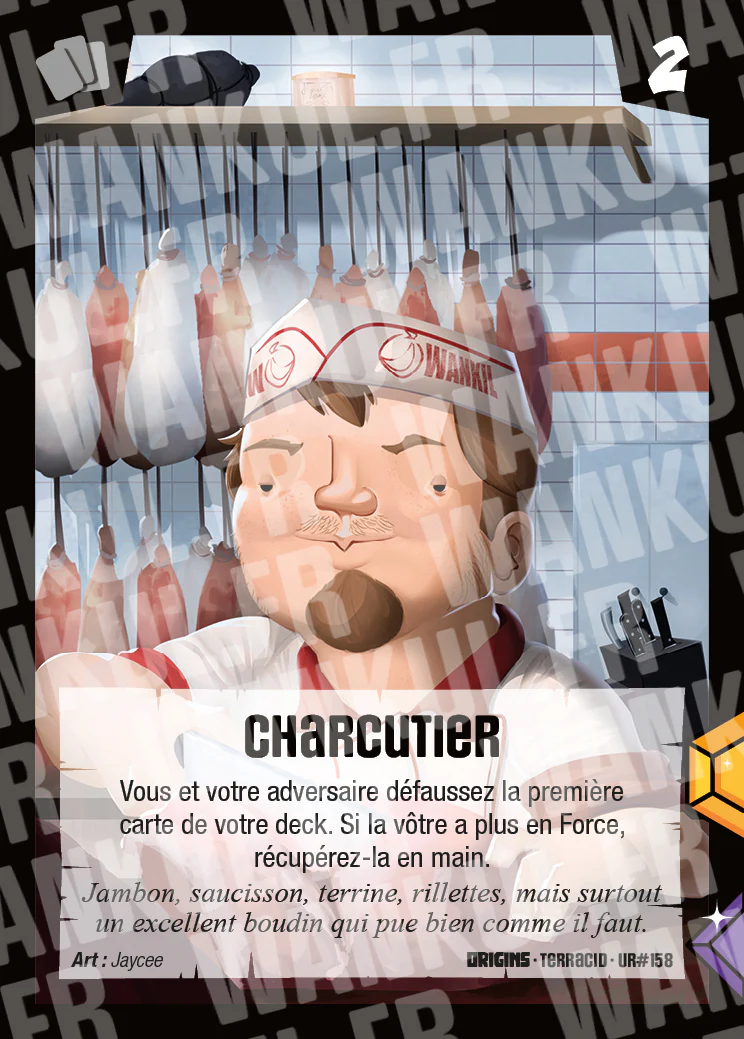 2
W
WANKIL
CHARCUTIER
Vous et votre adversaire défaussez la première
carte de votre deck. Si la vôtre a plus en Force,
récupérez-la en main.
Jambon, saucisson, terrine, rillettes, mais surtout
un excellent boudin qui pue bien comme il faut.
Art : Jaycee
ORIGINS · TERRACID · UR#158
WANKUL.FR